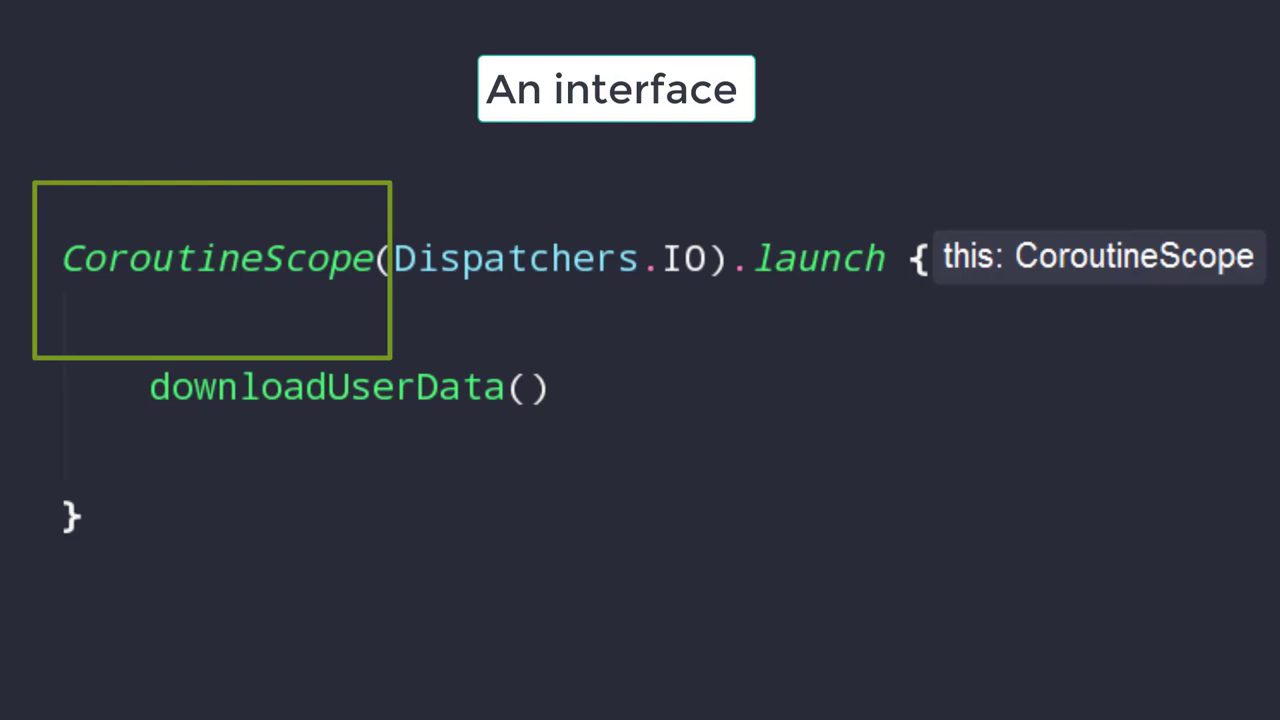 An interface
CoroutineScope(Dispatchers.IO).launch { this: CoroutineScope
downloadUserData()
}